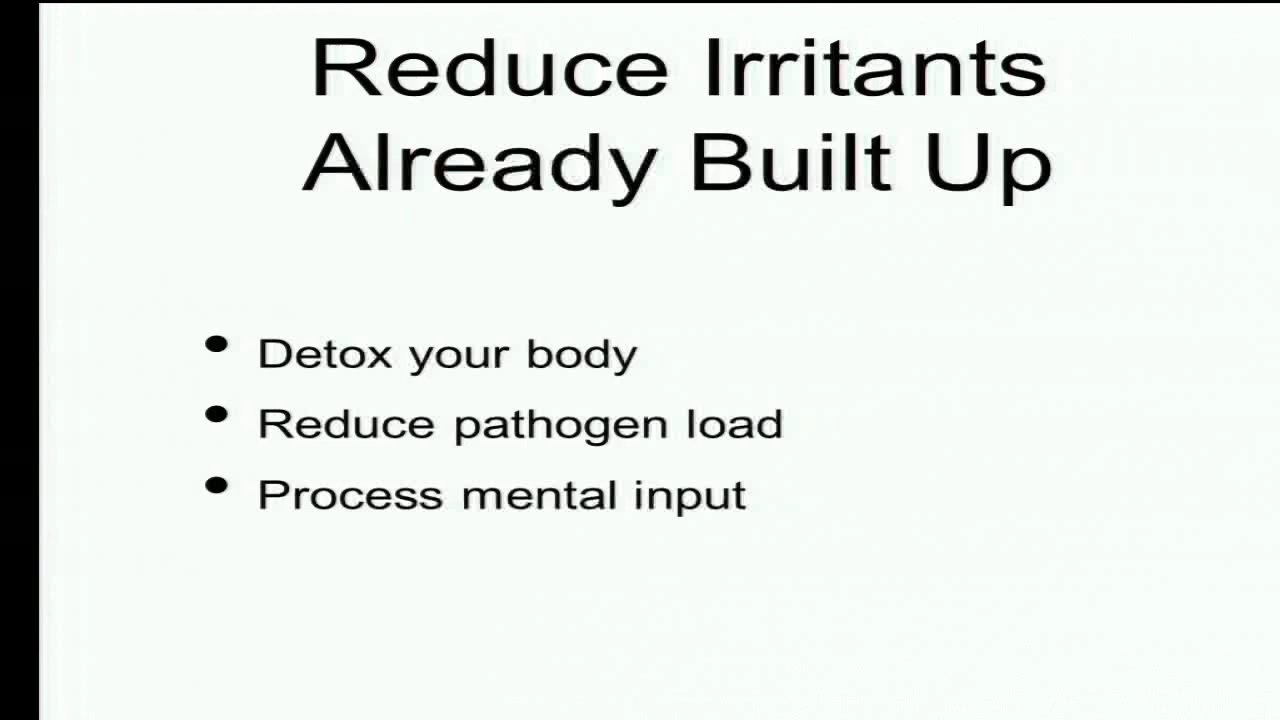 Reduce Irritants
Already Built Up
• Detox your body
• Reduce pathogen load
• Process mental input